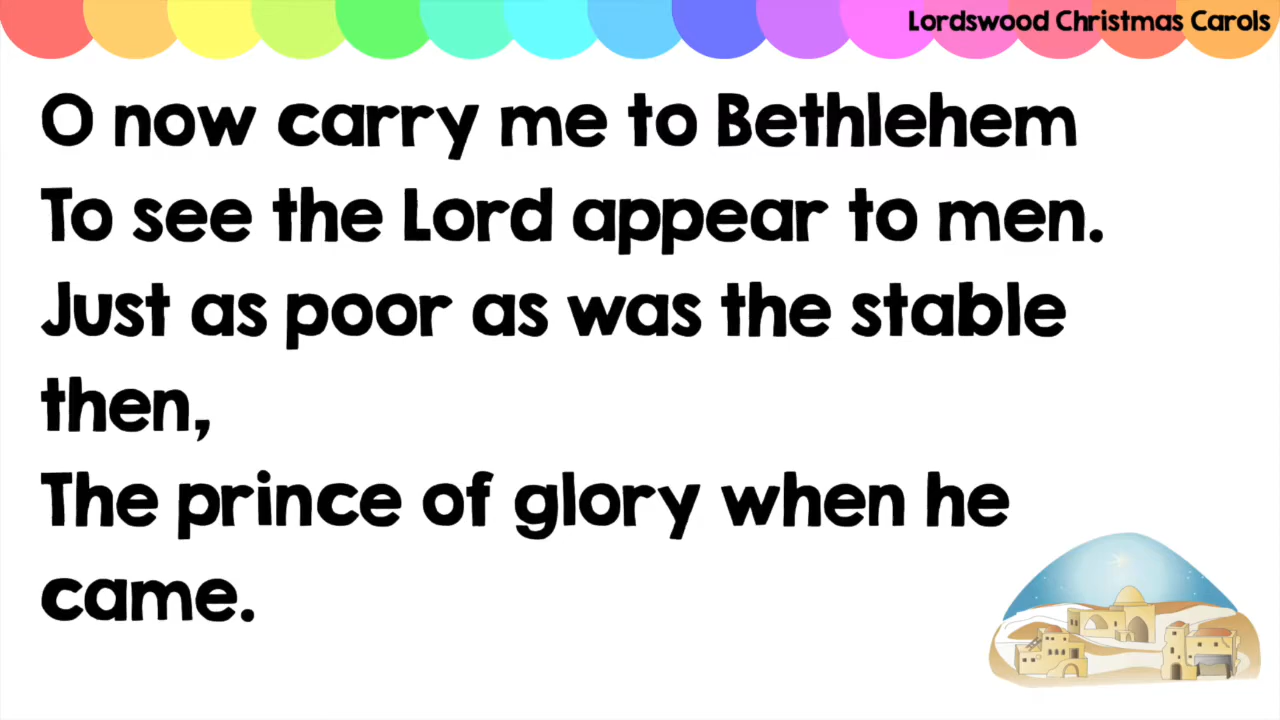 Lordswood Christmas Carols
O now carry me to Bethlehem
To see the Lord appear to men.
Just as poor as was the stable
then,
The prince of glory when he
came.